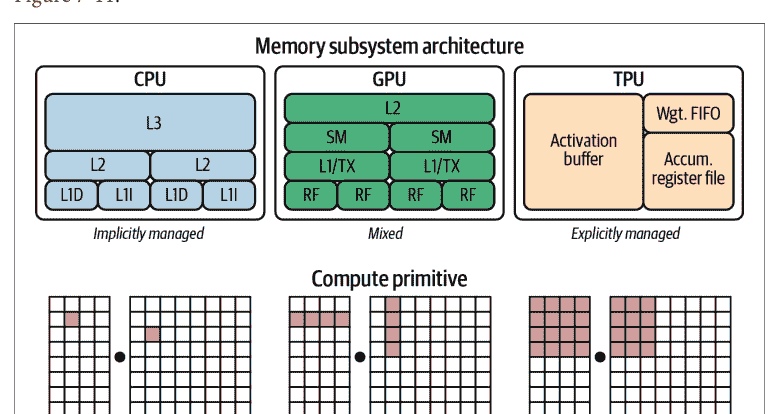 Memory subsystem architecture
CPU GPU TPU
L3
L2 L2
L1D L1I L1D L1I
L2
SM SM
L1/TX L1/TX
RF RF RF RF
Activation
buffer
Wgt. FIFO
Accum.
register file
Implicitly managed Mixed Explicitly managed
Compute primitive